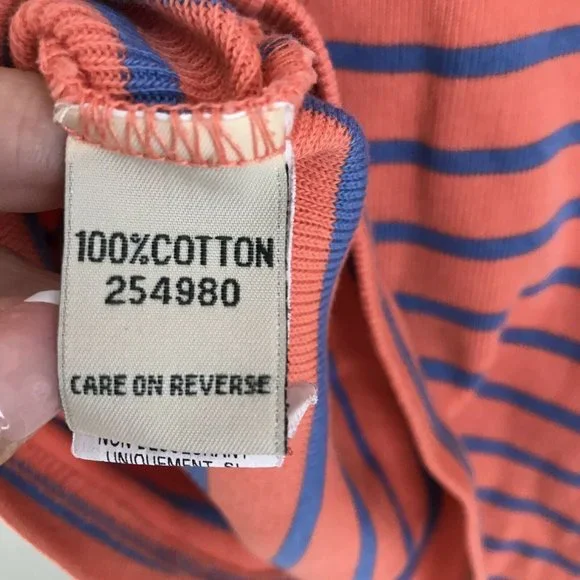 100%COTTON
254980
CARE ON REVERSE
UNIQUEMENT, SI